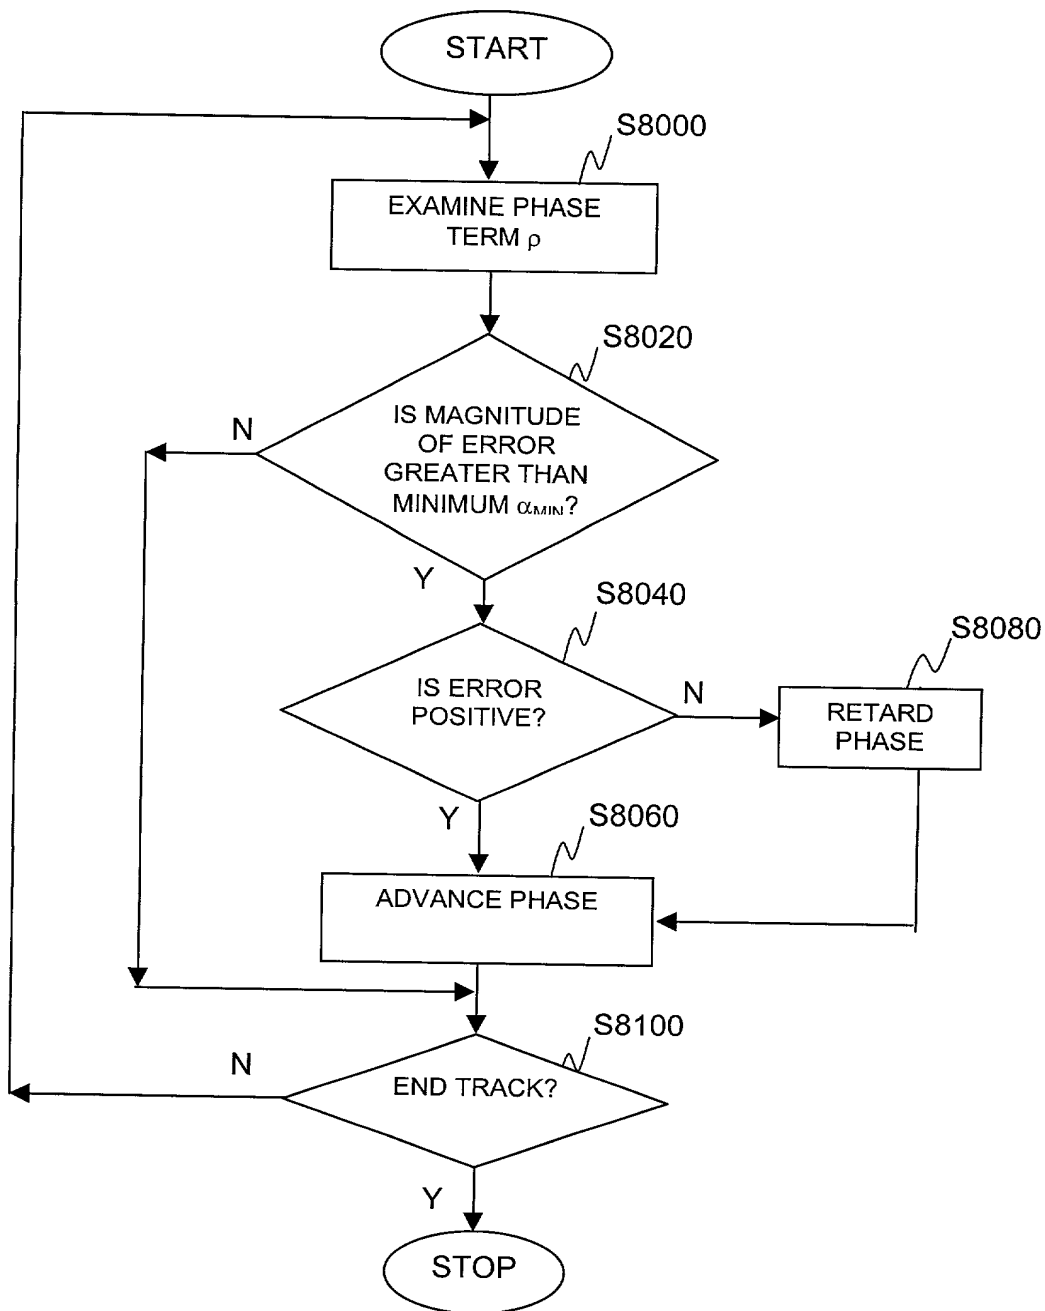 START
S8000
EXAMINE PHASE
TERM ρ
S8020
N
IS MAGNITUDE
OF ERROR
GREATER THAN
MINIMUM αMIN?
Y
S8040
S8080
IS ERROR
POSITIVE?
N
RETARD
PHASE
Y
S8060
ADVANCE PHASE
S8100
N
END TRACK?
Y
STOP